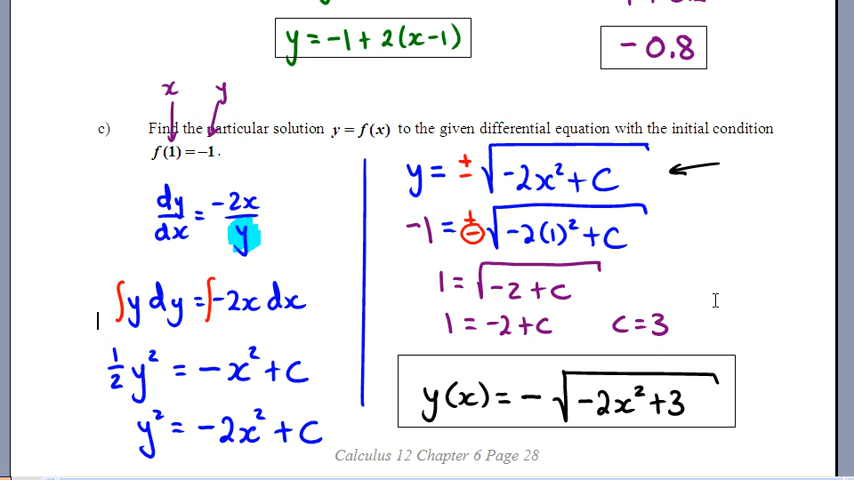 y = -1 + 2(x-1)
-0.8
x y
c) Find the particular solution y = f(x) to the given differential equation with the initial condition
f(1) = -1.
dy/dx = -2x/y
∫y dy = ∫-2x dx
1/2 y² = -x² + C
y² = -2x² + C
y = ±√(-2x² + C) ←
-1 = ±√(-2(1)² + C)
1 = √(-2 + C)
1 = -2 + C C = 3
y(x) = -√(-2x² + 3)
Calculus 12 Chapter 6 Page 28